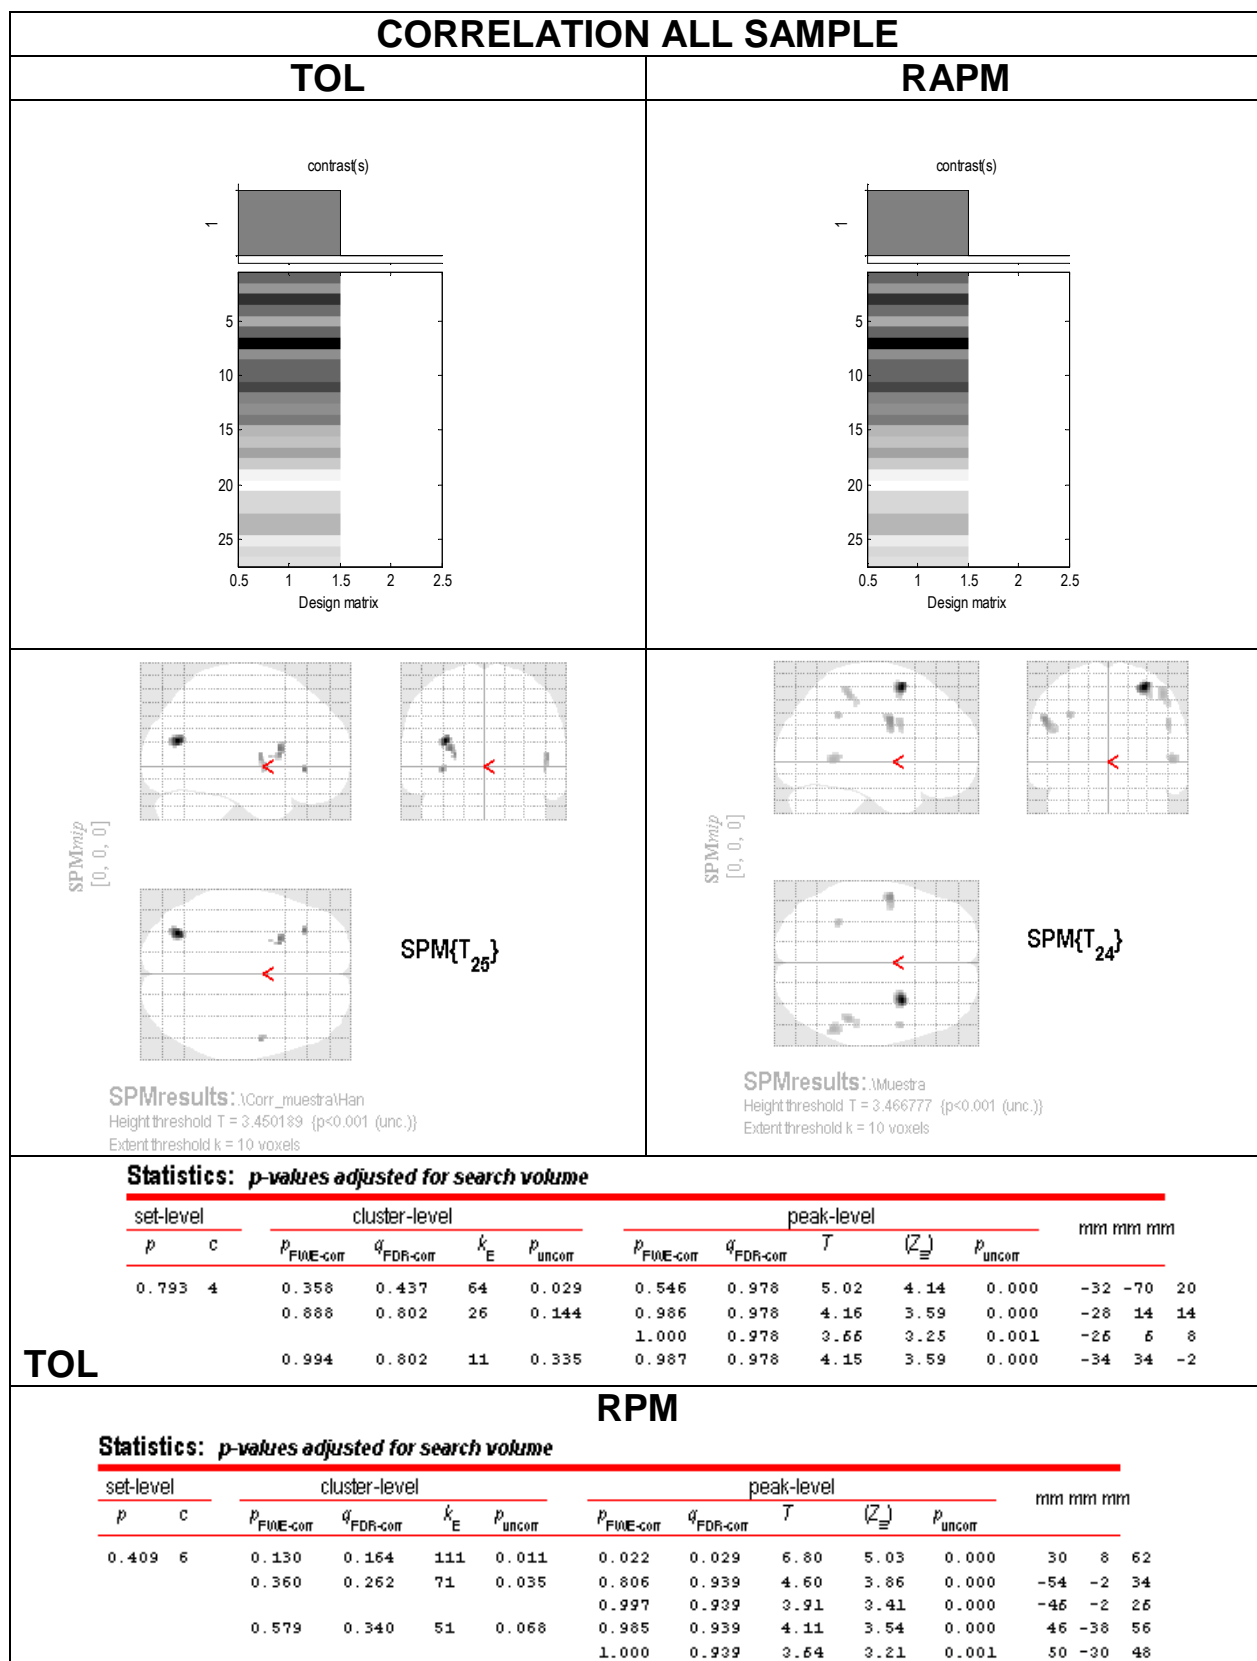 CORRELATION ALL SAMPLE
TOL
RAPM
contrast(s)
1
5
10
15
20
25
0.5 1 1.5 2 2.5
Design matrix
contrast(s)
1
5
10
15
20
25
0.5 1 1.5 2 2.5
Design matrix
SPMmip
[0, 0, 0]
<
<
<
SPM{T25}
SPMresults: .\Corr_muestra\Han
Height threshold T = 3.450189 {p<0.001 (unc.)}
Extent threshold k = 10 voxels
SPMmip
[0, 0, 0]
<
<
<
SPM{T24}
SPMresults: .\Muestra
Height threshold T = 3.466777 {p<0.001 (unc.)}
Extent threshold k = 10 voxels
Statistics: p-values adjusted for search volume
set-level cluster-level peak-level mm mm mm
p c pFWE-corr qFDR-corr kE puncorr pFWE-corr qFDR-corr T (Z≡) puncorr
0.793 4 0.358 0.437 64 0.029 0.546 0.978 5.02 4.14 0.000 -32 -70 20
0.888 0.802 26 0.144 0.986 0.978 4.16 3.59 0.000 -28 14 14
1.000 0.978 3.66 3.25 0.001 -26 6 8
0.994 0.802 11 0.335 0.987 0.978 4.15 3.59 0.000 -34 34 -2
TOL
RPM
Statistics: p-values adjusted for search volume
set-level cluster-level peak-level mm mm mm
p c pFWE-corr qFDR-corr kE puncorr pFWE-corr qFDR-corr T (Z≡) puncorr
0.409 6 0.130 0.164 111 0.011 0.022 0.029 6.80 5.03 0.000 30 8 62
0.360 0.262 71 0.035 0.806 0.939 4.60 3.86 0.000 -54 -2 34
0.997 0.939 3.91 3.41 0.000 -46 -2 26
0.579 0.340 51 0.068 0.985 0.939 4.11 3.54 0.000 46 -38 56
1.000 0.939 3.64 3.21 0.001 50 -30 48